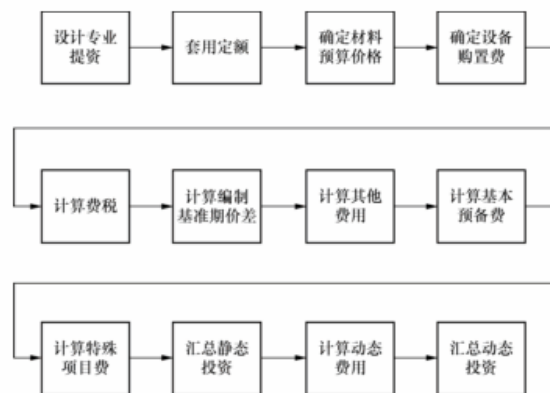 设计专业
提资
套用定额
确定材料
预算价格
确定设备
购置费
计算费税
计算编制
基准期价差
计算其他
费用
计算基本
预备费
计算特殊
项目费
汇总静态
投资
计算动态
费用
汇总动态
投资